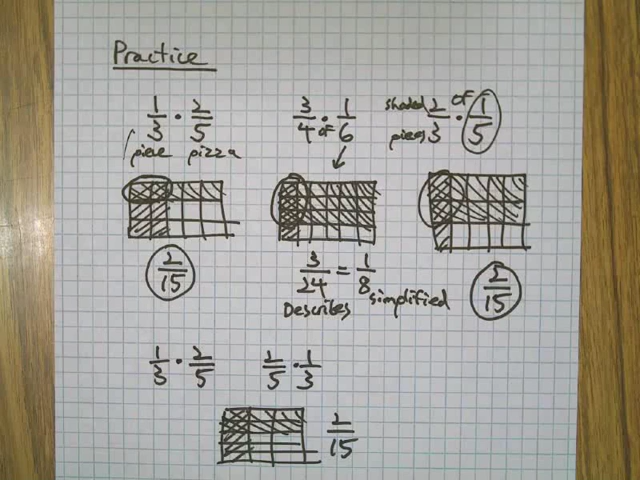 Practice
1/3 · 2/5
piece pizza
2/15
3/4 · 1/6
of
3/24 = 1/8
Describes simplified
shaded 2/3 of · 1/5
pieces
2/15
1/3 · 2/5
2/5 · 1/3
2/15